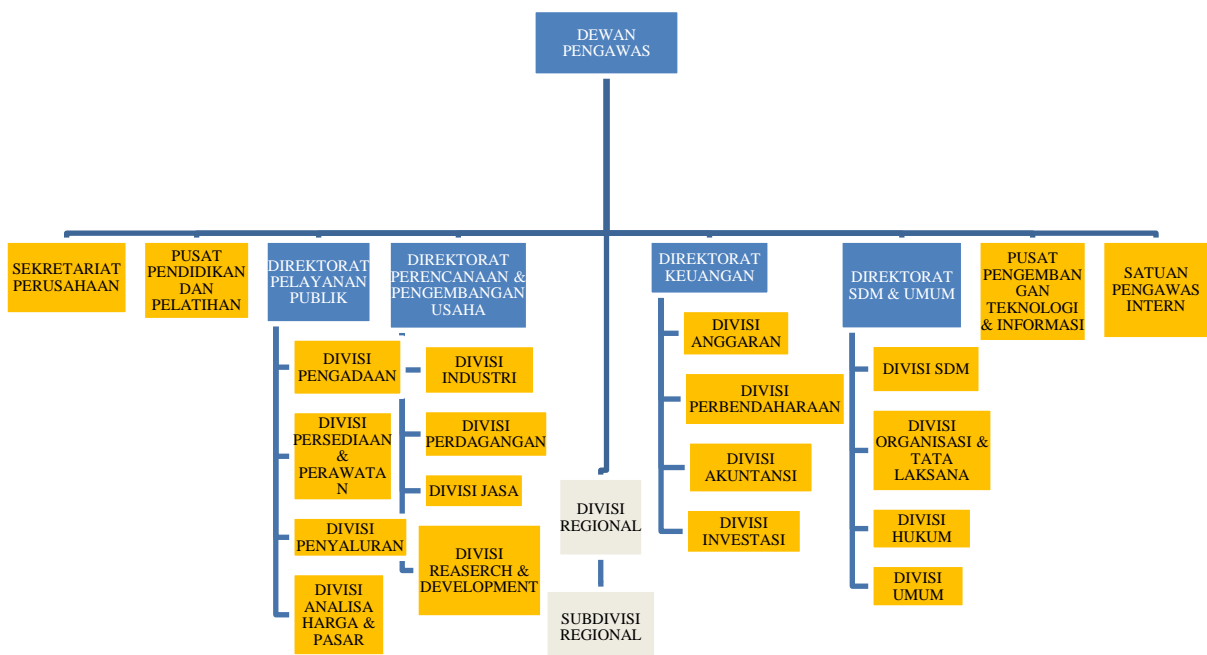 DEWAN
PENGAWAS
SEKRETARIAT
PERUSAHAAN
PUSAT
PENDIDIKAN
DAN
PELATIHAN
DIREKTORAT
PELAYANAN
PUBLIK
DIREKTORAT
PERENCANAAN &
PENGEMBANGAN
USAHA
DIREKTORAT
KEUANGAN
DIREKTORAT
SDM & UMUM
PUSAT
PENGEMBAN
GAN
TEKNOLOGI
& INFORMASI
SATUAN
PENGAWAS
INTERN
DIVISI
PENGADAAN
DIVISI
PERSEDIAAN
&
PERAWATA
N
DIVISI
PENYALURAN
DIVISI
ANALISA
HARGA &
PASAR
DIVISI
INDUSTRI
DIVISI
PERDAGANGAN
DIVISI JASA
DIVISI
REASERCH &
DEVELOPMENT
DIVISI
REGIONAL
SUBDIVISI
REGIONAL
DIVISI
ANGGARAN
DIVISI
PERBENDAHARAAN
DIVISI
AKUNTANSI
DIVISI
INVESTASI
DIVISI SDM
DIVISI
ORGANISASI &
TATA
LAKSANA
DIVISI
HUKUM
DIVISI
UMUM